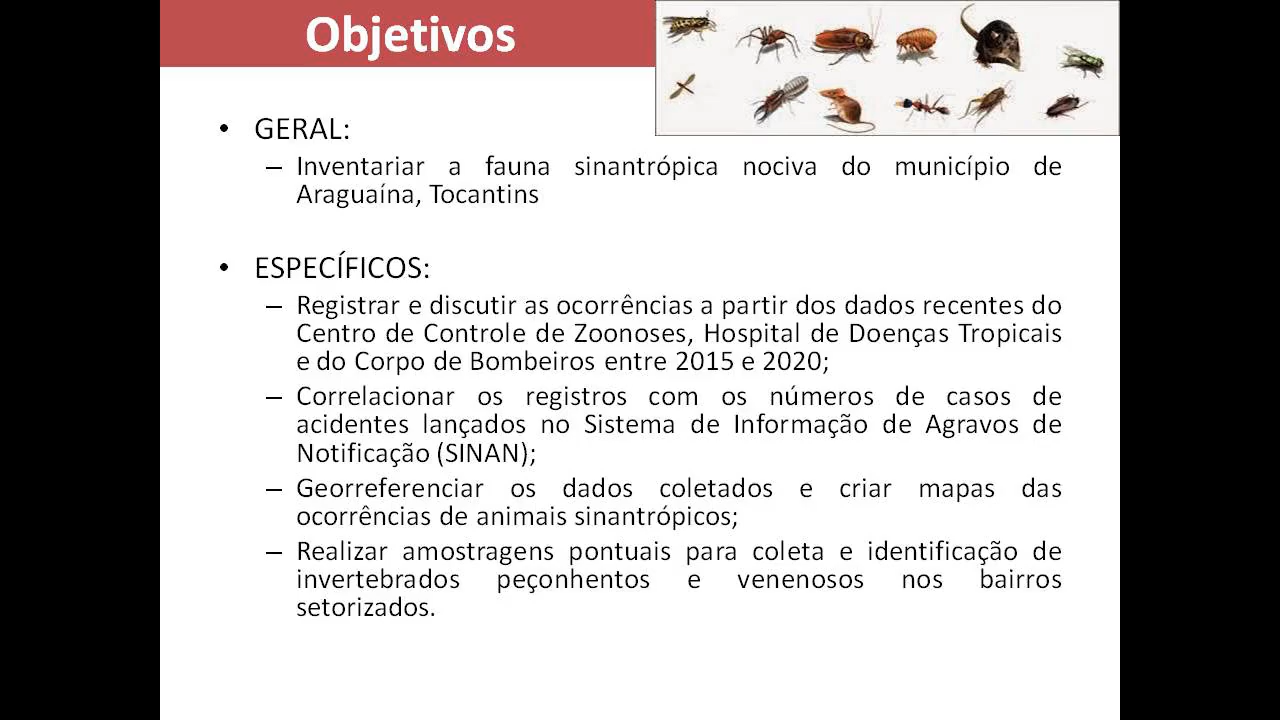 Objetivos
• GERAL:
– Inventariar a fauna sinantrópica nociva do município de
Araguaína, Tocantins
• ESPECÍFICOS:
– Registrar e discutir as ocorrências a partir dos dados recentes do
Centro de Controle de Zoonoses, Hospital de Doenças Tropicais
e do Corpo de Bombeiros entre 2015 e 2020;
– Correlacionar os registros com os números de casos de
acidentes lançados no Sistema de Informação de Agravos de
Notificação (SINAN);
– Georreferenciar os dados coletados e criar mapas das
ocorrências de animais sinantrópicos;
– Realizar amostragens pontuais para coleta e identificação de
invertebrados peçonhentos e venenosos nos bairros
setorizados.